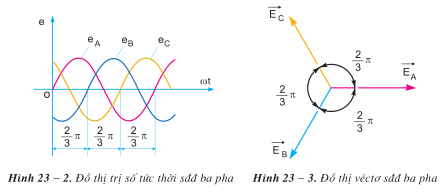 e
e_A
e_B
e_C
O
ωt
2/3 π
2/3 π
2/3 π
Hình 23 – 2. Đồ thị trị số tức thời sđđ ba pha
E_C
2/3 π
2/3 π
E_A
2/3 π
E_B
Hình 23 – 3. Đồ thị véctơ sđđ ba pha